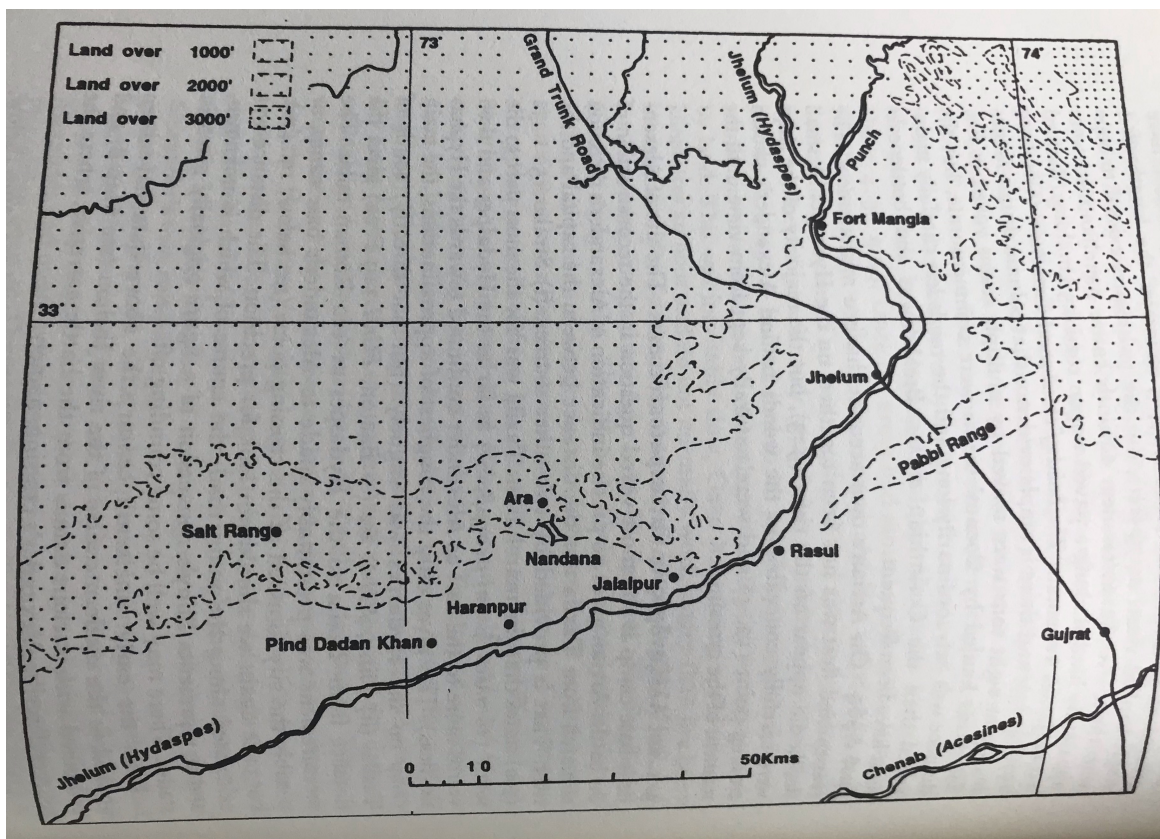 Land over 1000'
Land over 2000'
Land over 3000'
73°
74°
Grand Trunk Road
Jhelum (Hydaspes)
Punch
Fort Mangla
33°
Jhelum
Pabbi Range
Ara
Salt Range
Nandana
Rasul
Jalalpur
Haranpur
Pind Dadan Khan
Gujrat
Jhelum (Hydaspes)
Chenab (Acesines)
0 10 50Kms